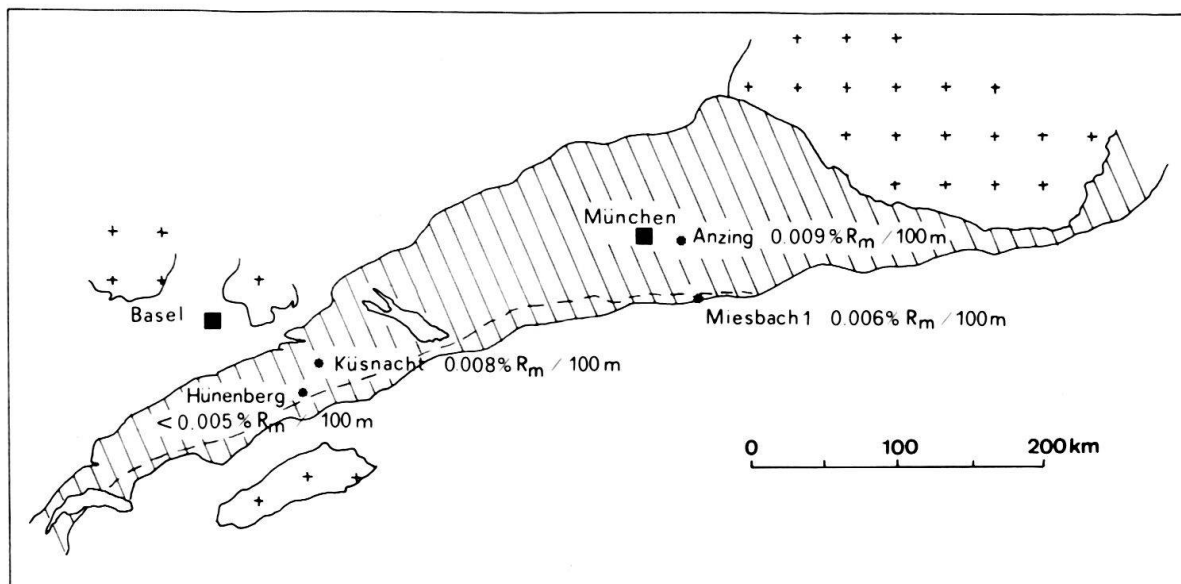 München
Anzing 0.009% Rm / 100 m
Basel
Miesbach 1 0.006% Rm / 100 m
Küsnacht 0.008% Rm / 100 m
Hünenberg
< 0.005% Rm / 100 m
0 100 200 km